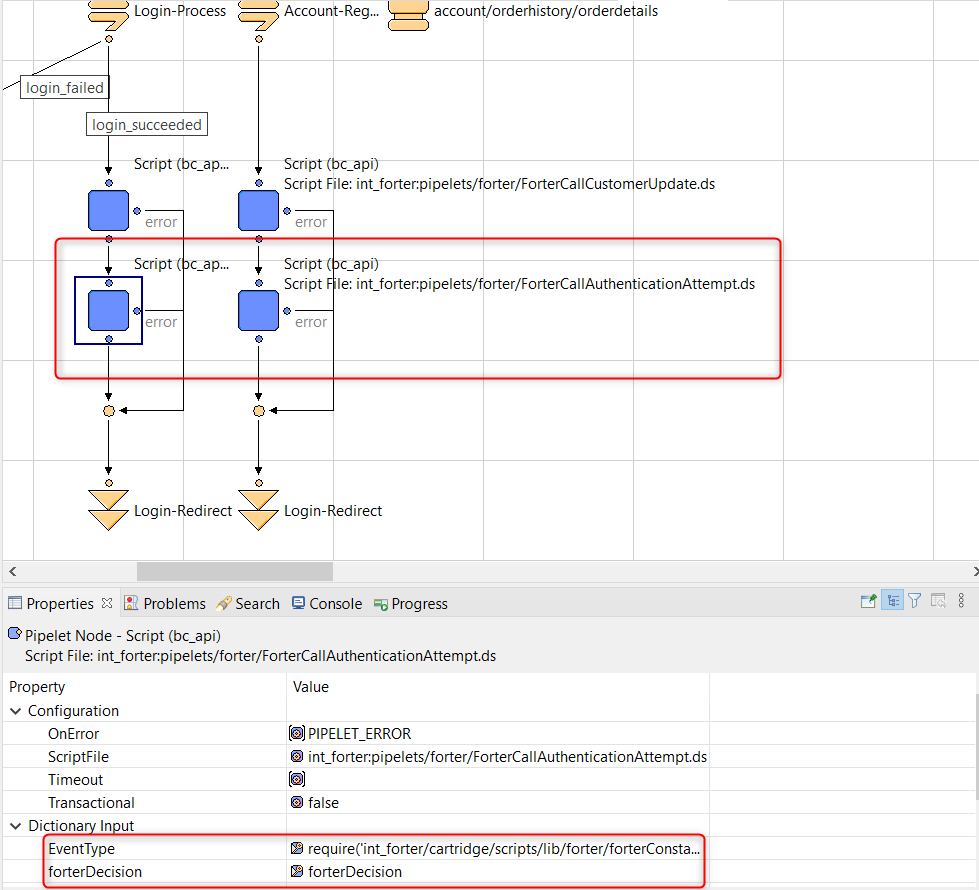 Login-Process
Account-Reg...
account/orderhistory/orderdetails
login_failed
login_succeeded
Script (bc_ap...
Script (bc_api)
Script File: int_forter:pipelets/forter/ForterCallCustomerUpdate.ds
error
error
Script (bc_ap...
Script (bc_api)
Script File: int_forter:pipelets/forter/ForterCallAuthenticationAttempt.ds
error
error
Login-Redirect
Login-Redirect
Properties
Problems
Search
Console
Progress
Pipelet Node - Script (bc_api)
Script File: int_forter:pipelets/forter/ForterCallAuthenticationAttempt.ds
Property Value
Configuration
OnError PIPELET_ERROR
ScriptFile int_forter:pipelets/forter/ForterCallAuthenticationAttempt.ds
Timeout
Transactional false
Dictionary Input
EventType require('int_forter/cartridge/scripts/lib/forter/forterConsta...
forterDecision forterDecision